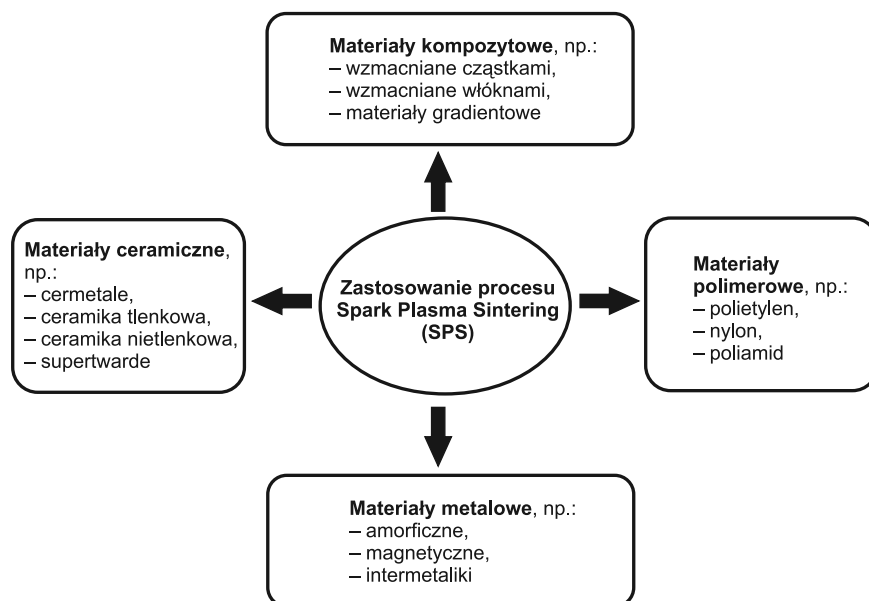 Materiały kompozytowe, np.:
– wzmacniane cząstkami,
– wzmacniane włóknami,
– materiały gradientowe
Materiały ceramiczne,
np.:
– cermetale,
– ceramika tlenkowa,
– ceramika nietlenkowa,
– supertwarde
Zastosowanie procesu
Spark Plasma Sintering
(SPS)
Materiały
polimerowe, np.:
– polietylen,
– nylon,
– poliamid
Materiały metalowe, np.:
– amorficzne,
– magnetyczne,
– intermetaliki